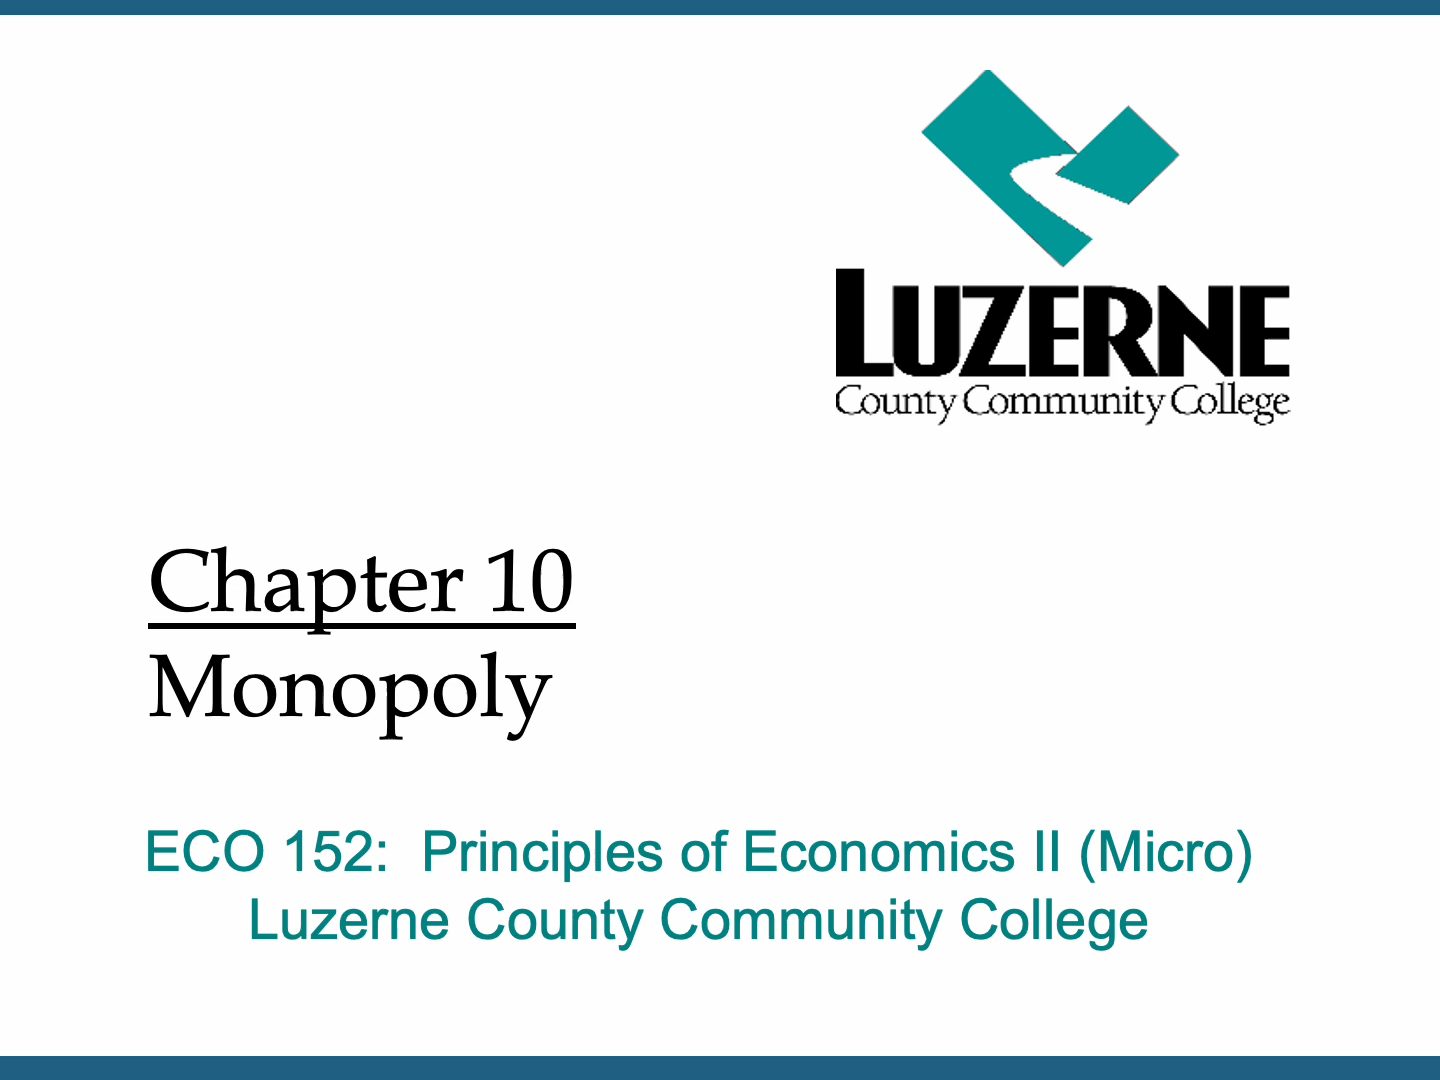 LUZERNE
County Community College
Chapter 10
Monopoly
ECO 152:  Principles of Economics II (Micro)
Luzerne County Community College